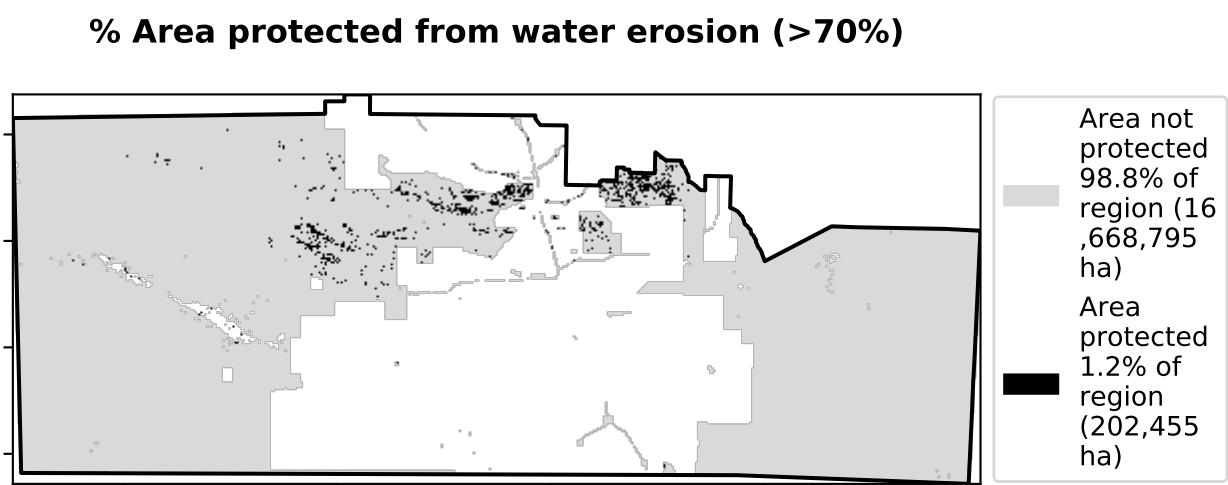 % Area protected from water erosion (>70%)
Area not
protected
98.8% of
region (16
,668,795
ha)
Area
protected
1.2% of
region
(202,455
ha)